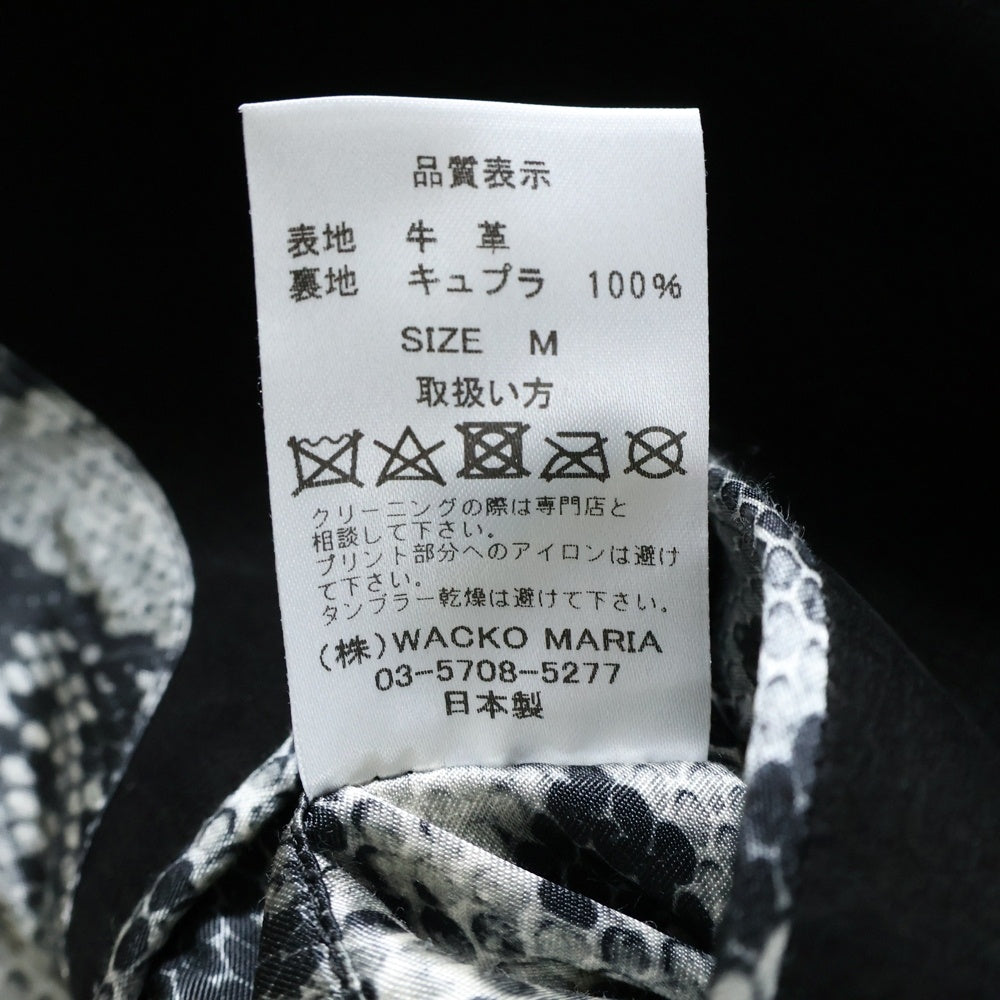 品質表示
表地 牛 革
裏地 キュプラ 100%
SIZE M
取扱い方
クリーニングの際は専門店と
相談して下さい。
プリント部分へのアイロンは避け
て下さい。
タンブラー乾燥は避けて下さい。
(株)WACKO MARIA
03-5708-5277
日本製